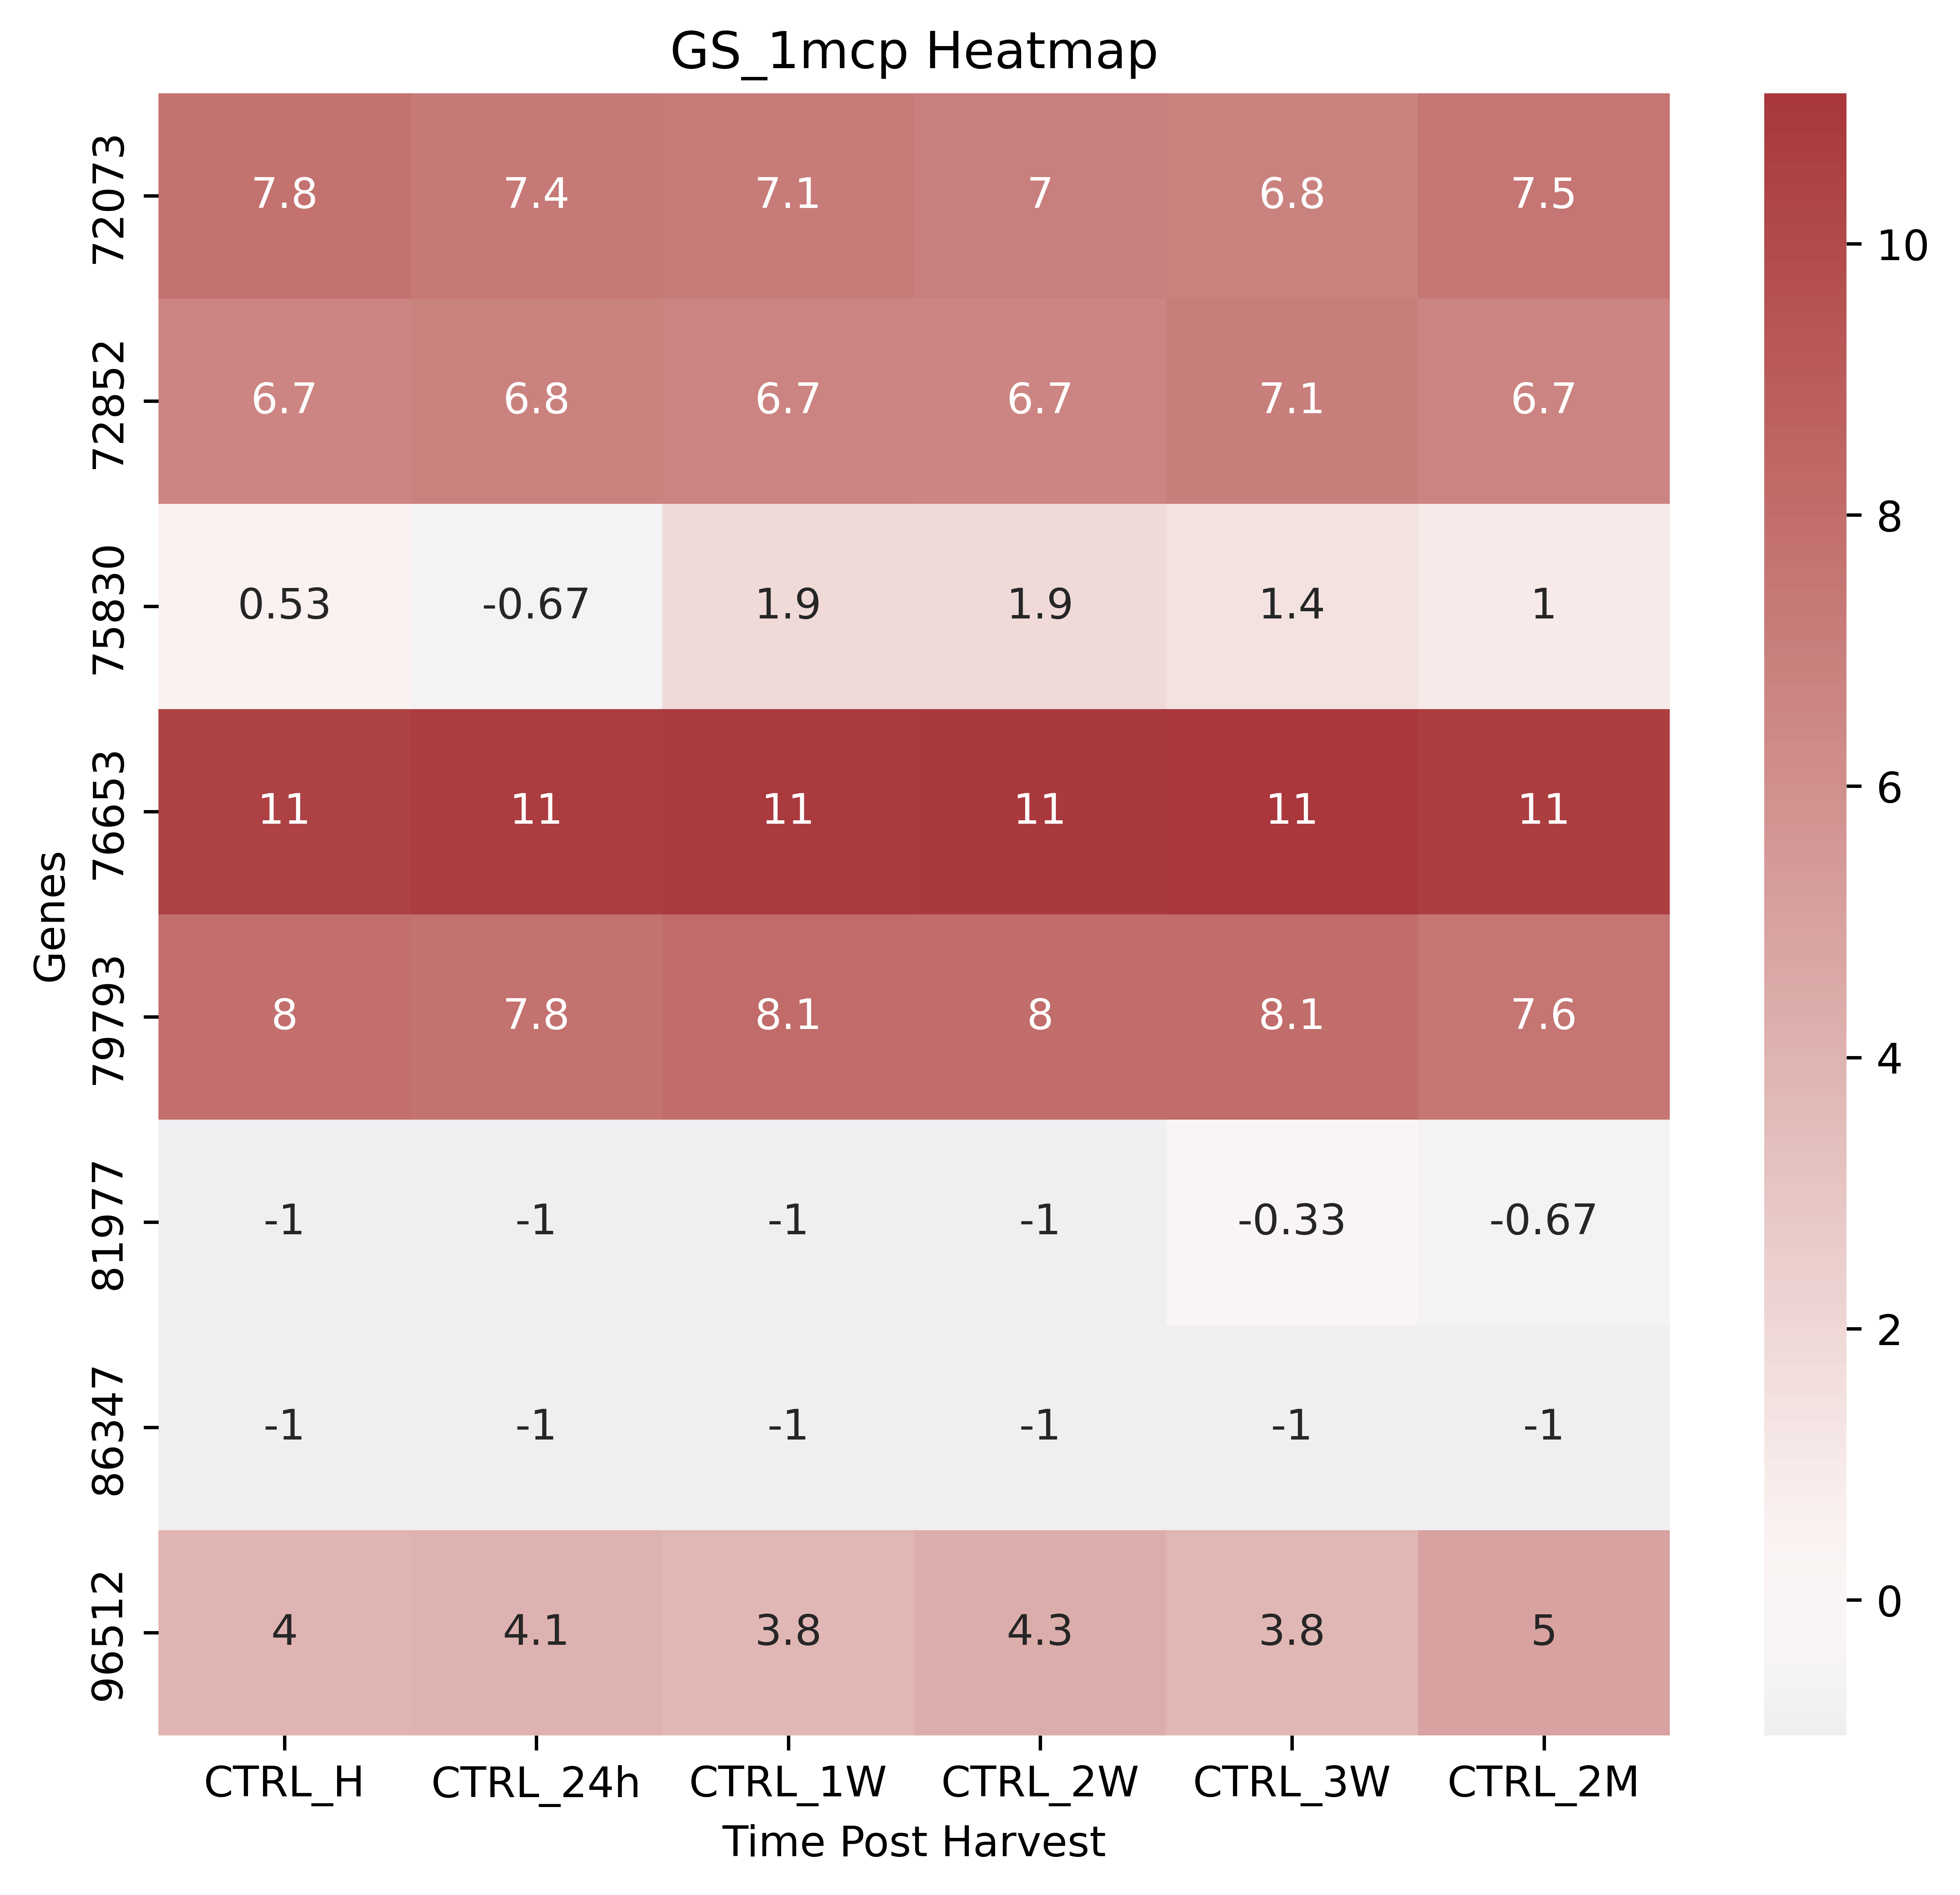 GS_1mcp Heatmap
72073 7.8 7.4 7.1 7 6.8 7.5
72852 6.7 6.8 6.7 6.7 7.1 6.7
75830 0.53 -0.67 1.9 1.9 1.4 1
76653 11 11 11 11 11 11
79793 8 7.8 8.1 8 8.1 7.6
81977 -1 -1 -1 -1 -0.33 -0.67
86347 -1 -1 -1 -1 -1 -1
96512 4 4.1 3.8 4.3 3.8 5
Genes
CTRL_H CTRL_24h CTRL_1W CTRL_2W CTRL_3W CTRL_2M
Time Post Harvest
10
8
6
4
2
0